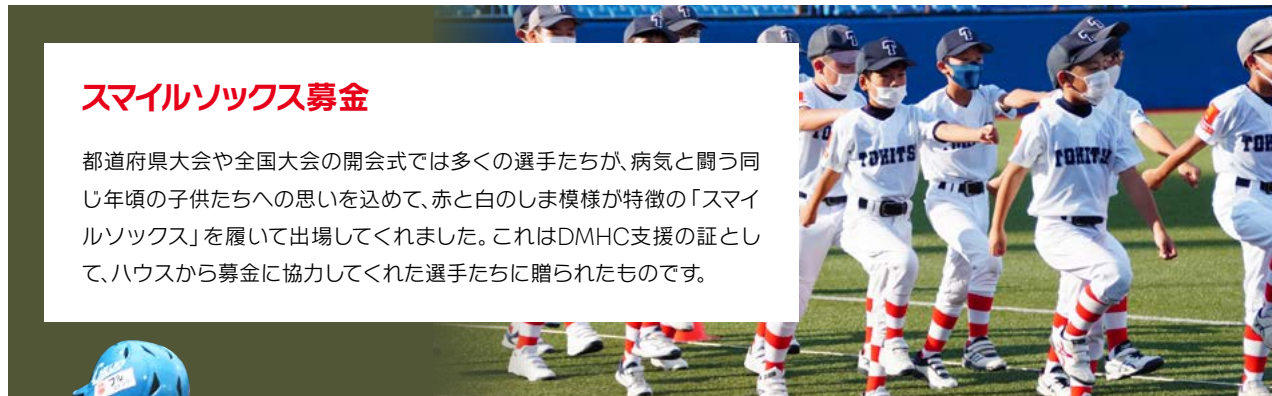 スマイルソックス募金
都道府県大会や全国大会の開会式では多くの選手たちが、病気と闘う同
じ年頃の子供たちへの思いを込めて、赤と白のしま模様が特徴の「スマイ
ルソックス」を履いて出場してくれました。これはDMHC支援の証とし
て、ハウスから募金に協力してくれた選手たちに贈られたものです。
TOKITS
TOKITS